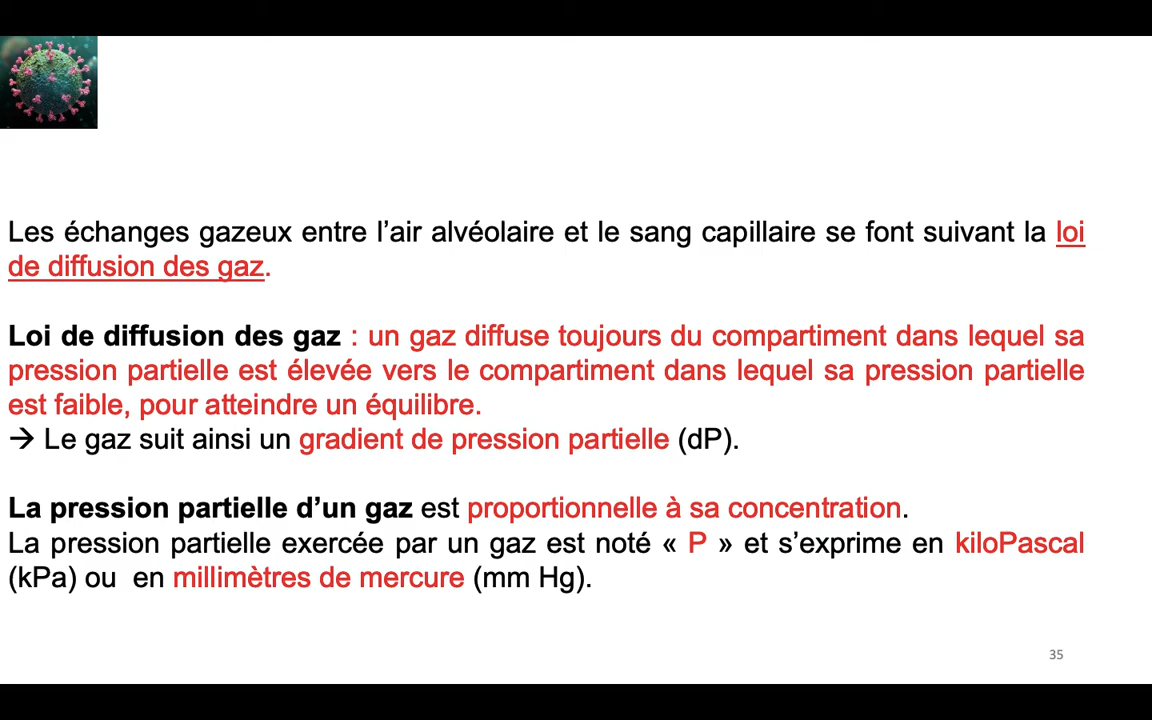 Les échanges gazeux entre l’air alvéolaire et le sang capillaire se font suivant la loi
de diffusion des gaz.
Loi de diffusion des gaz : un gaz diffuse toujours du compartiment dans lequel sa
pression partielle est élevée vers le compartiment dans lequel sa pression partielle
est faible, pour atteindre un équilibre.
→ Le gaz suit ainsi un gradient de pression partielle (dP).
La pression partielle d’un gaz est proportionnelle à sa concentration.
La pression partielle exercée par un gaz est noté « P » et s’exprime en kiloPascal
(kPa) ou en millimètres de mercure (mm Hg).
35